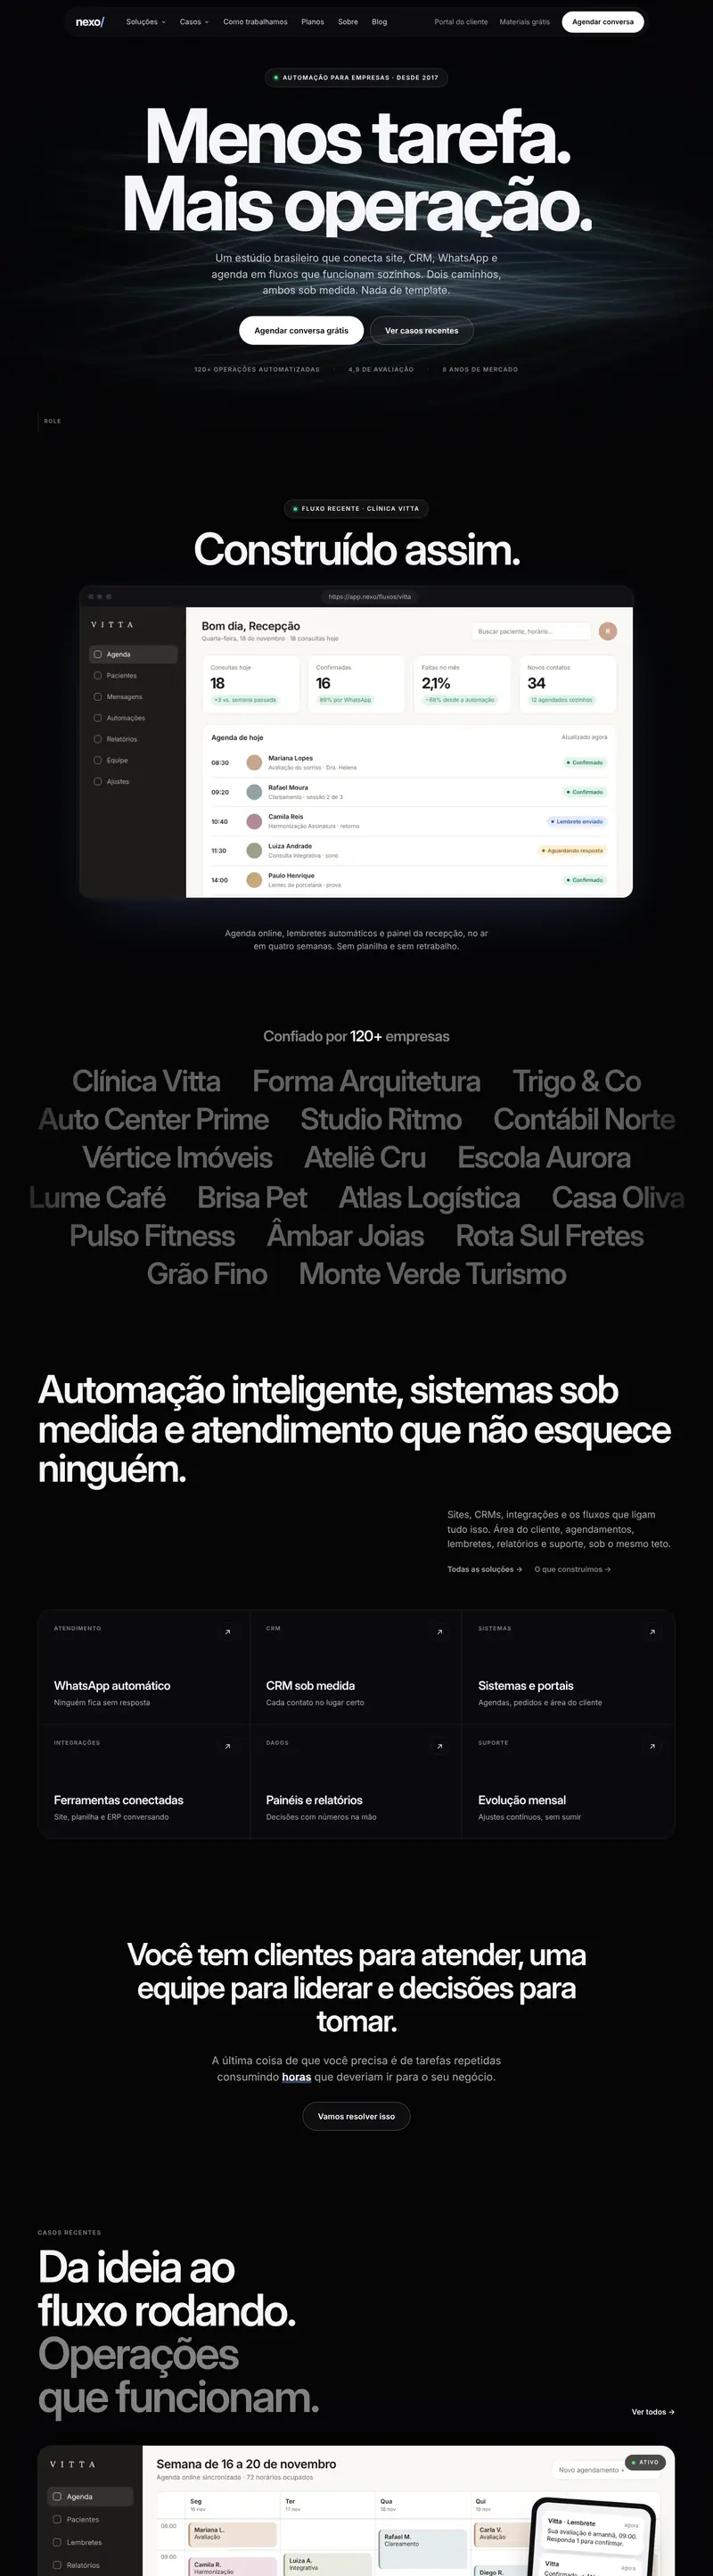 nexo/ Soluções Casos Como trabalhamos Planos Sobre Blog Portal do cliente Materiais grátis Agendar conversa
AUTOMAÇÃO PARA EMPRESAS · DESDE 2017
Menos tarefa.
Mais operação.
Um estúdio brasileiro que conecta site, CRM, WhatsApp e
agenda em fluxos que funcionam sozinhos. Dois caminhos,
ambos sob medida. Nada de template.
Agendar conversa grátis Ver casos recentes
120+ OPERAÇÕES AUTOMATIZADAS · 4,9 DE AVALIAÇÃO · 8 ANOS DE MERCADO
ROLE
FLUXO RECENTE · CLÍNICA VITTA
Construído assim.
https://app.nexo/fluxos/vitta
VITTA
Agenda
Pacientes
Mensagens
Automações
Relatórios
Equipe
Ajustes
Bom dia, Recepção
Quarta-feira, 18 de novembro · 18 consultas hoje
Buscar paciente, horário...
R
Consultas hoje
18
+3 vs. semana passada
Confirmadas
16
89% por WhatsApp
Faltas no mês
2,1%
−68% desde a automação
Novos contatos
34
12 agendados sozinhos
Agenda de hoje Atualizado agora
08:30 Mariana Lopes Confirmado
Avaliação do sorriso · Dra. Helena
09:20 Rafael Moura Confirmado
Clareamento · sessão 2 de 3
10:40 Camila Reis Lembrete enviado
Harmonização Assinatura · retorno
11:30 Luiza Andrade Aguardando resposta
Consulta integrativa · sono
14:00 Paulo Henrique Confirmado
Lentes de porcelana · prova
Agenda online, lembretes automáticos e painel da recepção, no ar
em quatro semanas. Sem planilha e sem retrabalho.
Confiado por 120+ empresas
Clínica Vitta Forma Arquitetura Trigo & Co
Auto Center Prime Studio Ritmo Contábil Norte
Vértice Imóveis Ateliê Cru Escola Aurora
Lume Café Brisa Pet Atlas Logística Casa Oliva
Pulso Fitness Âmbar Joias Rota Sul Fretes
Grão Fino Monte Verde Turismo
Automação inteligente, sistemas sob
medida e atendimento que não esquece
ninguém.
Sites, CRMs, integrações e os fluxos que ligam
tudo isso. Área do cliente, agendamentos,
lembretes, relatórios e suporte, sob o mesmo teto.
Todas as soluções → O que construímos →
ATENDIMENTO
WhatsApp automático
Ninguém fica sem resposta
CRM
CRM sob medida
Cada contato no lugar certo
SISTEMAS
Sistemas e portais
Agendas, pedidos e área do cliente
INTEGRAÇÕES
Ferramentas conectadas
Site, planilha e ERP conversando
DADOS
Painéis e relatórios
Decisões com números na mão
SUPORTE
Evolução mensal
Ajustes contínuos, sem sumir
Você tem clientes para atender, uma
equipe para liderar e decisões para
tomar.
A última coisa de que você precisa é de tarefas repetidas
consumindo horas que deveriam ir para o seu negócio.
Vamos resolver isso
CASOS RECENTES
Da ideia ao
fluxo rodando.
Operações
que funcionam.
Ver todos →
VITTA
Agenda
Pacientes
Lembretes
Relatórios
Semana de 16 a 20 de novembro
Agenda online sincronizada · 72 horários ocupados
Novo agendamento +
ATIVO
Seg Ter Qua Qui
16 nov 17 nov 18 nov 19 nov
08:00
Mariana L.
Avaliação
Rafael M.
Clareamento
Carla V.
Avaliação
09:00
Camila R.
Harmonização
Luiza A.
Integrativa
Diego R.
Vitta · Lembrete agora
Sua avaliação é amanhã, 09:00.
Responda 1 para confirmar.
Vitta Agora